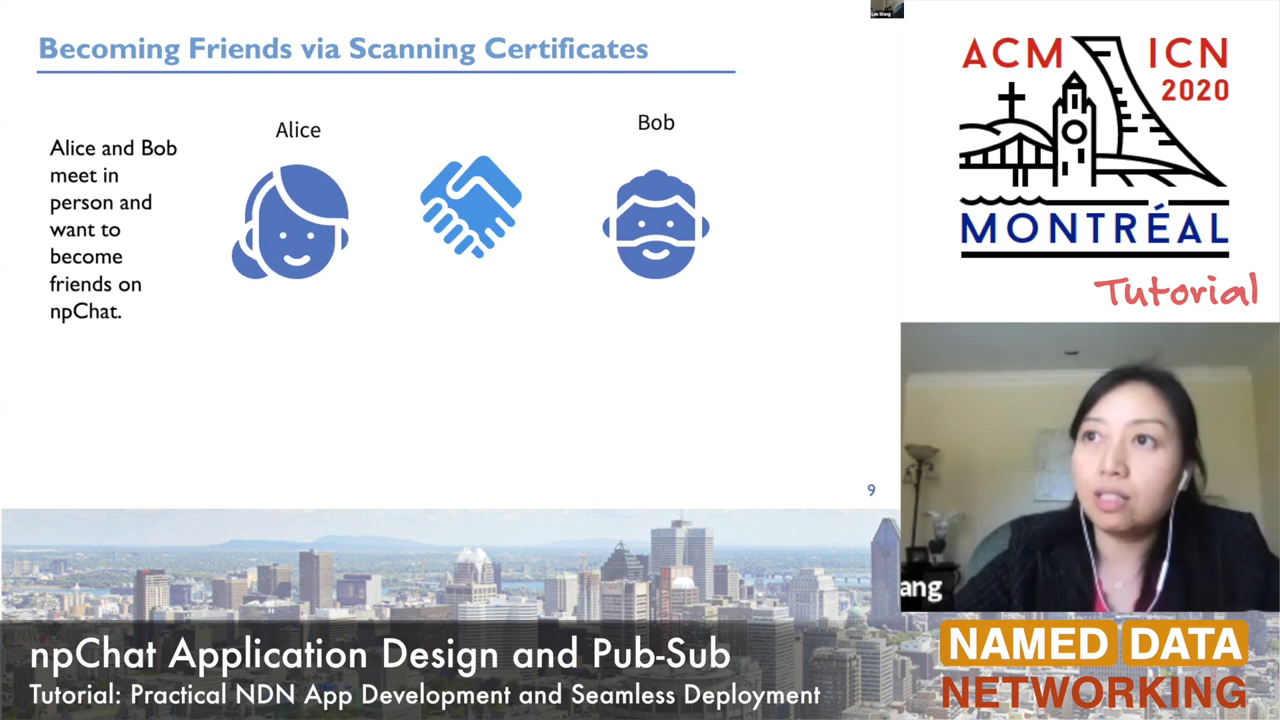 Becoming Friends via Scanning Certificates
Alice
Bob
Alice and Bob
meet in
person and
want to
become
friends on
npChat.
9
Lan Wang
ACM ICN
2020
MONTRÉAL
Tutorial
ang
npChat Application Design and Pub-Sub
Tutorial: Practical NDN App Development and Seamless Deployment
NAMED DATA
NETWORKING